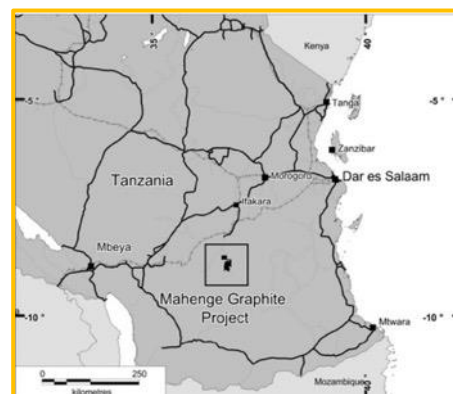 35
40
Kenya
-5
-5
Tanga
Zanzibar
Tanzania
Morogoro
Dar es Salaam
Ifakara
Mbeya
Mahenge Graphite
Project
-10
-10
Mtwara
0
250
kilometres
Mozambique
40